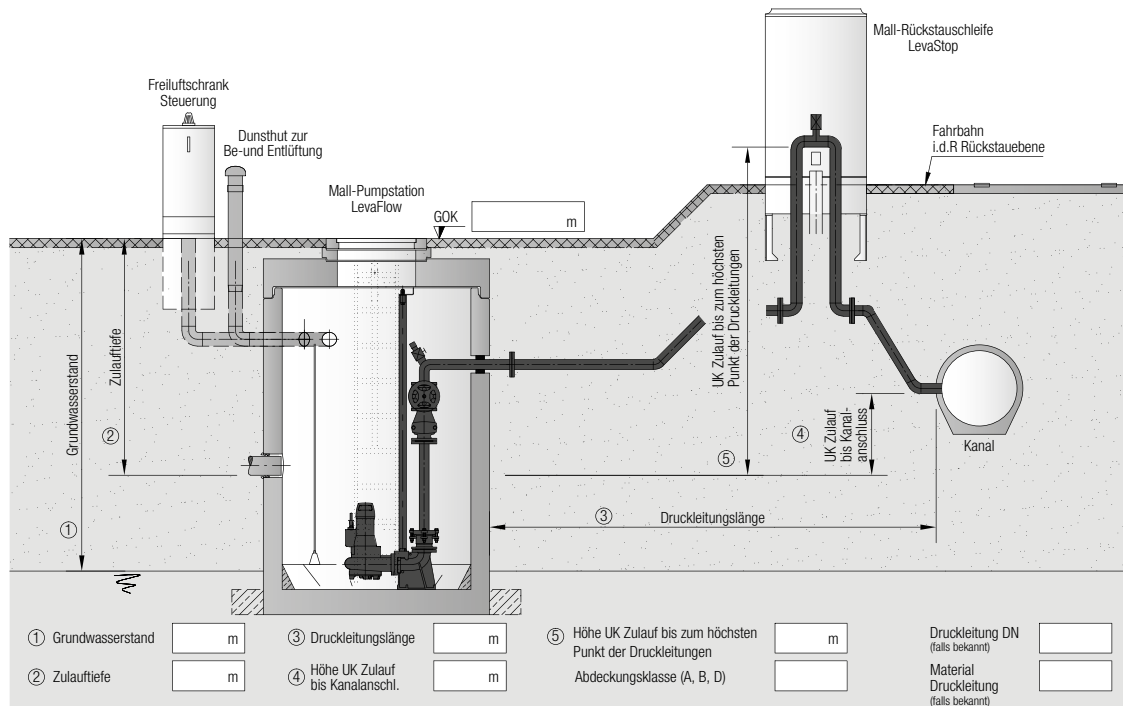 Mall-Rückstauschleife
LevaStop
Freiluftschrank
Steuerung
Dunsthut zur
Be-und Entlüftung
Fahrbahn
i.d.R Rückstauebene
Mall-Pumpstation
LevaFlow
GOK
m
Grundwasserstand
①
Zulauftiefe
②
UK Zulauf bis zum höchsten
Punkt der Druckleitungen
⑤
④
UK Zulauf
bis Kanal-
anschluss
Kanal
③ Druckleitungslänge
① Grundwasserstand m
② Zulauftiefe m
③ Druckleitungslänge m
④ Höhe UK Zulauf
bis Kanalanschl. m
⑤ Höhe UK Zulauf bis zum höchsten
Punkt der Druckleitungen m
Abdeckungsklasse (A, B, D)
Druckleitung DN
(falls bekannt)
Material
Druckleitung
(falls bekannt)